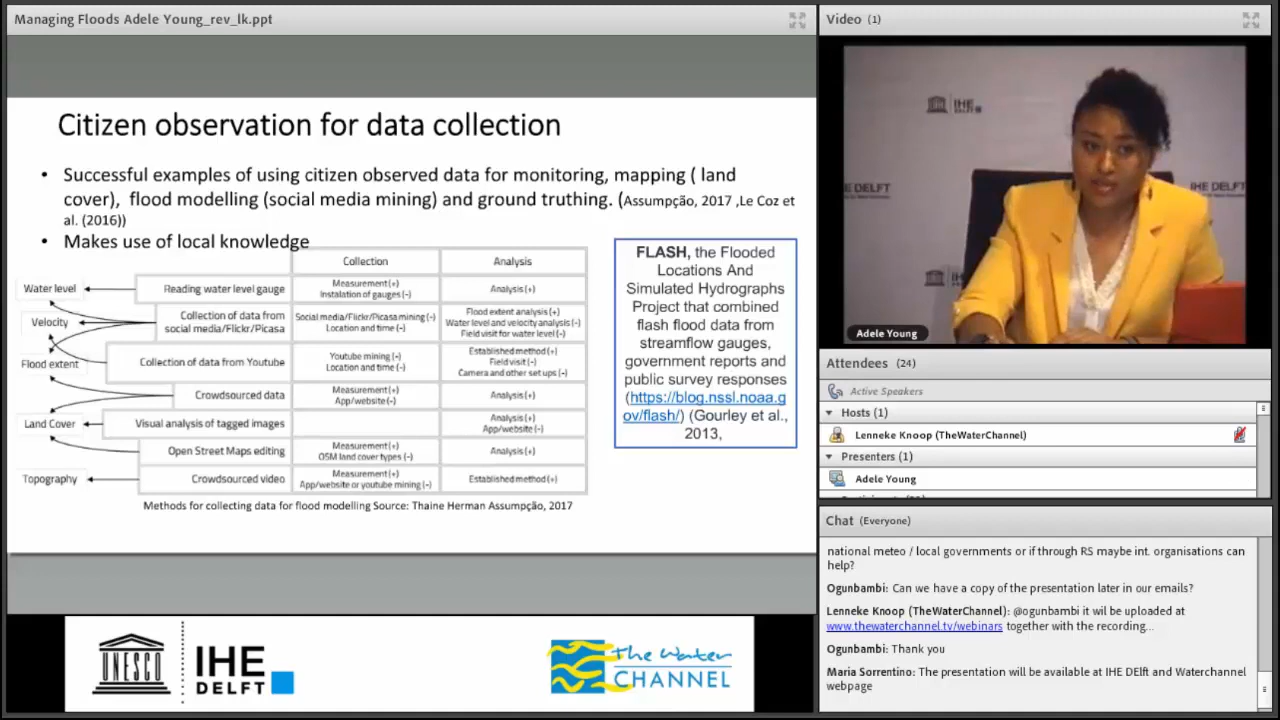 Managing Floods Adele Young_rev_lk.ppt
Citizen observation for data collection
• Successful examples of using citizen observed data for monitoring, mapping ( land
cover), flood modelling (social media mining) and ground truthing. (Assumpção, 2017 ,Le Coz et
al. (2016))
• Makes use of local knowledge
Collection Analysis
Water level Reading water level gauge Measurement(+) Analysis(+)
Instalation of gauges(-)
Velocity Collection of data from Social media/Flickr/Picasa mining(-) Flood extent analysis(+)
social media/Flickr/Picasa Location and time(-) Water level and velocity analysis(-)
Field visit for water level(-)
Flood extent Collection of data from Youtube Youtube mining(-) Established method(+)
Location and time(-) Field visit(-)
Camera and other set ups(-)
Crowdsourced data Measurement(+) Analysis(+)
App/website(-)
Land Cover Visual analysis of tagged images Analysis(+)
App/website(-)
Open Street Maps editing Measurement(+) Analysis(+)
OSM land cover types(-)
Topography Crowdsourced video Measurement(+) Established method(+)
App/website or youtube mining(-)
Methods for collecting data for flood modelling Source: Thaine Herman Assumpção, 2017
FLASH, the Flooded
Locations And
Simulated Hydrographs
Project that combined
flash flood data from
streamflow gauges,
government reports and
public survey responses
(https://blog.nssl.noaa.g
ov/flash/) (Gourley et al.,
2013,
UNESCO
IHE
DELFT
The Water
CHANNEL
Video (1)
IHE
DELFT
IHE DELFT
IHE DELFT
IHE
Adele Young
Attendees (24)
Active Speakers
Hosts (1)
Lenneke Knoop (TheWaterChannel)
Presenters (1)
Adele Young
Chat (Everyone)
national meteo / local governments or if through RS maybe int. organisations can
help?
Ogunbambi: Can we have a copy of the presentation later in our emails?
Lenneke Knoop (TheWaterChannel): @ogunbambi it wil be uploaded at
www.thewaterchannel.tv/webinars together with the recording...
Ogunbambi: Thank you
Maria Sorrentino: The presentation will be available at IHE DElft and Waterchannel
webpage